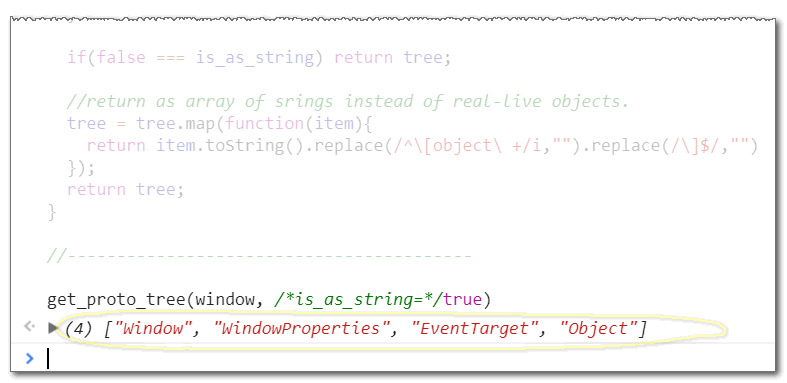 if(false === is_as_string) return tree;
//return as array of srings instead of real-live objects.
tree = tree.map(function(item){
return item.toString().replace(/^\[object\ +/i,"").replace(/\]$/,"")
});
return tree;
}
//-----------------------------------------
get_proto_tree(window, /*is_as_string=*/true)
(4) ["Window", "WindowProperties", "EventTarget", "Object"]